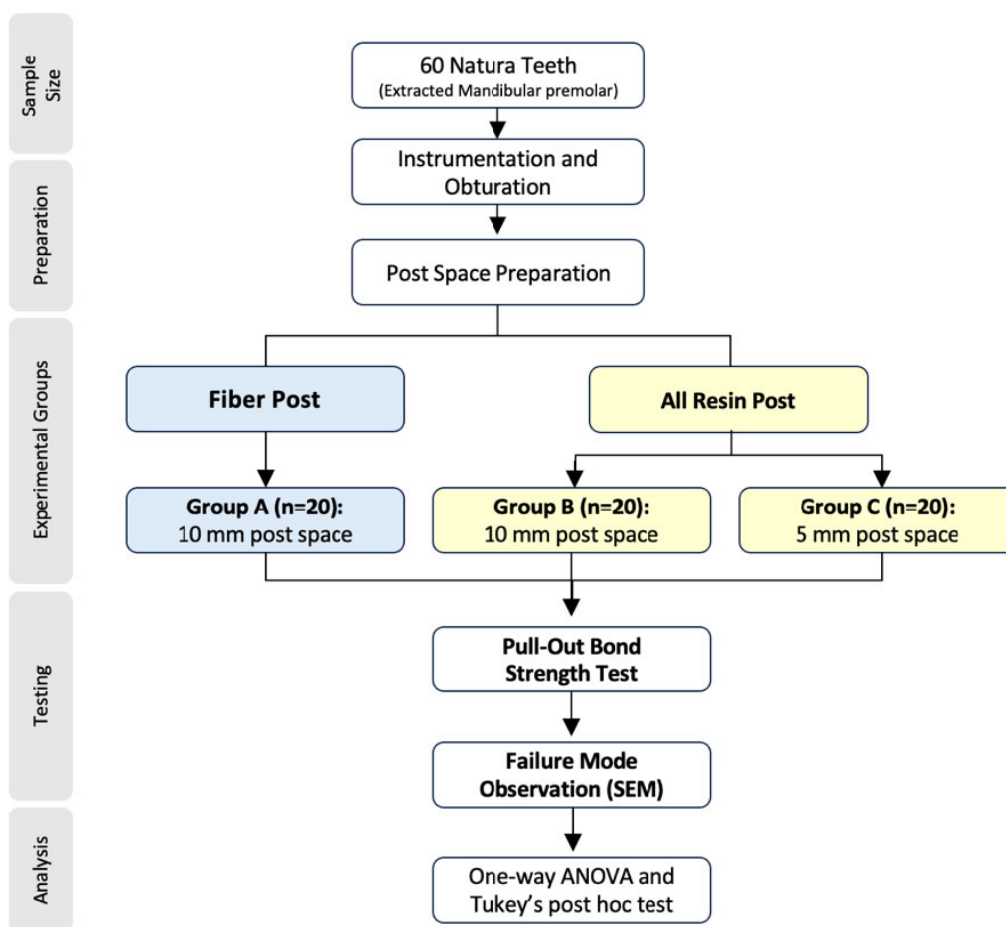 Sample
Size
60 Natura Teeth
(Extracted Mandibular premolar)
Instrumentation and
Obturation
Preparation
Post Space Preparation
Experimental Groups
Fiber Post
All Resin Post
Group A (n=20):
10 mm post space
Group B (n=20):
10 mm post space
Group C (n=20):
5 mm post space
Testing
Pull-Out Bond
Strength Test
Failure Mode
Observation (SEM)
Analysis
One-way ANOVA and
Tukey’s post hoc test